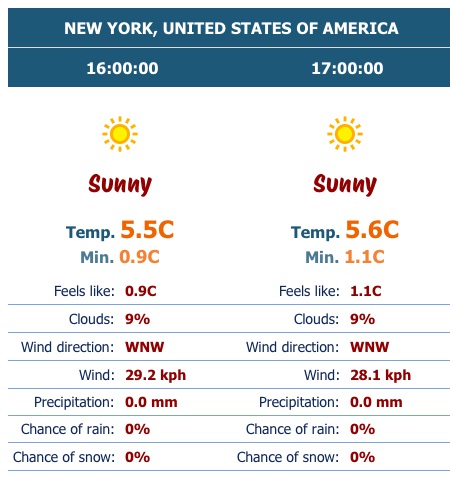 NEW YORK, UNITED STATES OF AMERICA
16:00:00 17:00:00
Sunny Sunny
Temp. 5.5C Temp. 5.6C
Min. 0.9C Min. 1.1C
Feels like: 0.9C Feels like: 1.1C
Clouds: 9% Clouds: 9%
Wind direction: WNW Wind direction: WNW
Wind: 29.2 kph Wind: 28.1 kph
Precipitation: 0.0 mm Precipitation: 0.0 mm
Chance of rain: 0% Chance of rain: 0%
Chance of snow: 0% Chance of snow: 0%